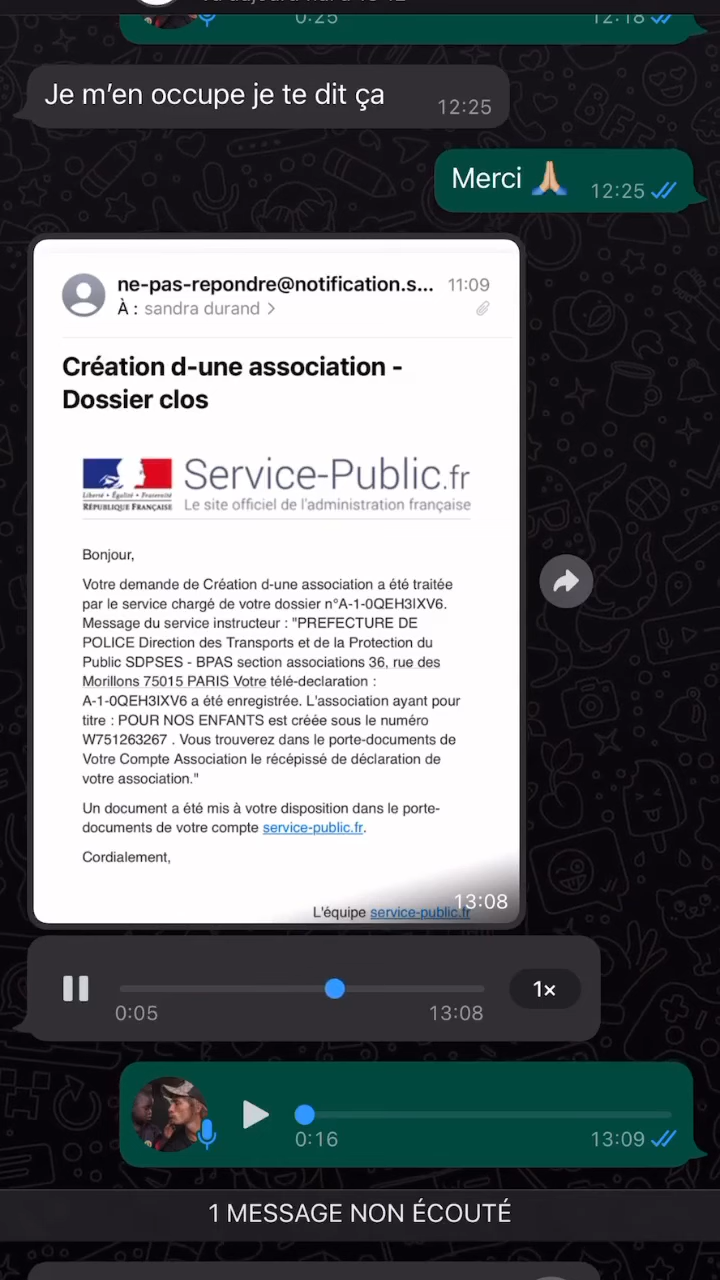 0:25 12:18
Je m'en occupe je te dit ça
12:25
Merci 🙏🏼
12:25
ne-pas-repondre@notification.s... 11:09
À : sandra durand >
Création d-une association -
Dossier clos
Service-Public.fr
Liberté • Égalité • Fraternité
RÉPUBLIQUE FRANÇAISE
Le site officiel de l'administration française
Bonjour,
Votre demande de Création d-une association a été traitée
par le service chargé de votre dossier n°A-1-0QEH3IXV6.
Message du service instructeur : "PREFECTURE DE
POLICE Direction des Transports et de la Protection du
Public SDPSES - BPAS section associations 36, rue des
Morillons 75015 PARIS Votre télé-declaration :
A-1-0QEH3IXV6 a été enregistrée. L'association ayant pour
titre : POUR NOS ENFANTS est créée sous le numéro
W751263267 . Vous trouverez dans le porte-documents de
Votre Compte Association le récépissé de déclaration de
votre association."
Un document a été mis à votre disposition dans le porte-
documents de votre compte service-public.fr.
Cordialement,
L'équipe service-public.fr
13:08
1×
0:05 13:08
0:16 13:09
1 MESSAGE NON ÉCOUTÉ